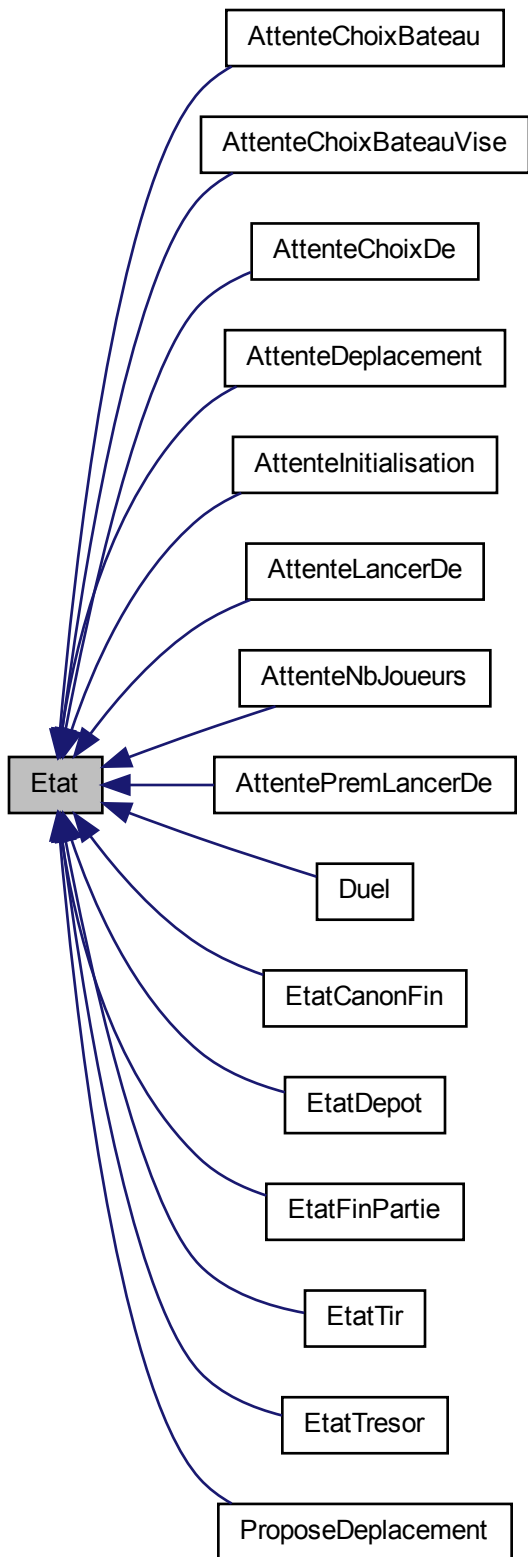 AttenteChoixBateau
AttenteChoixBateauVise
AttenteChoixDe
AttenteDeplacement
AttenteInitialisation
AttenteLancerDe
AttenteNbJoueurs
Etat
AttentePremLancerDe
Duel
EtatCanonFin
EtatDepot
EtatFinPartie
EtatTir
EtatTresor
ProposeDeplacement